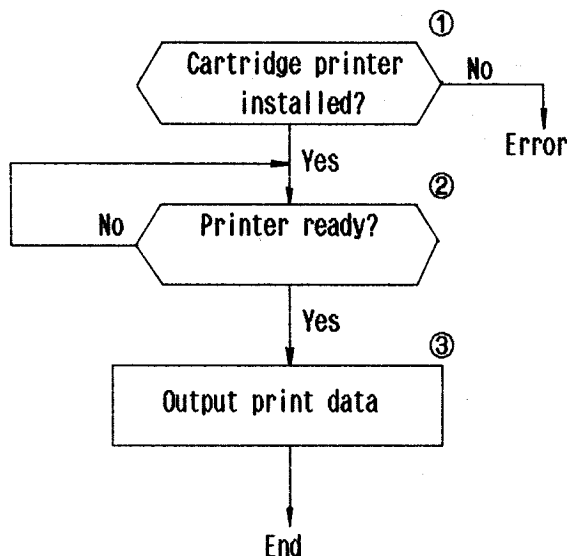 ①
Cartridge printer
installed?
No
Error
Yes
②
No
Printer ready?
Yes
③
Output print data
End